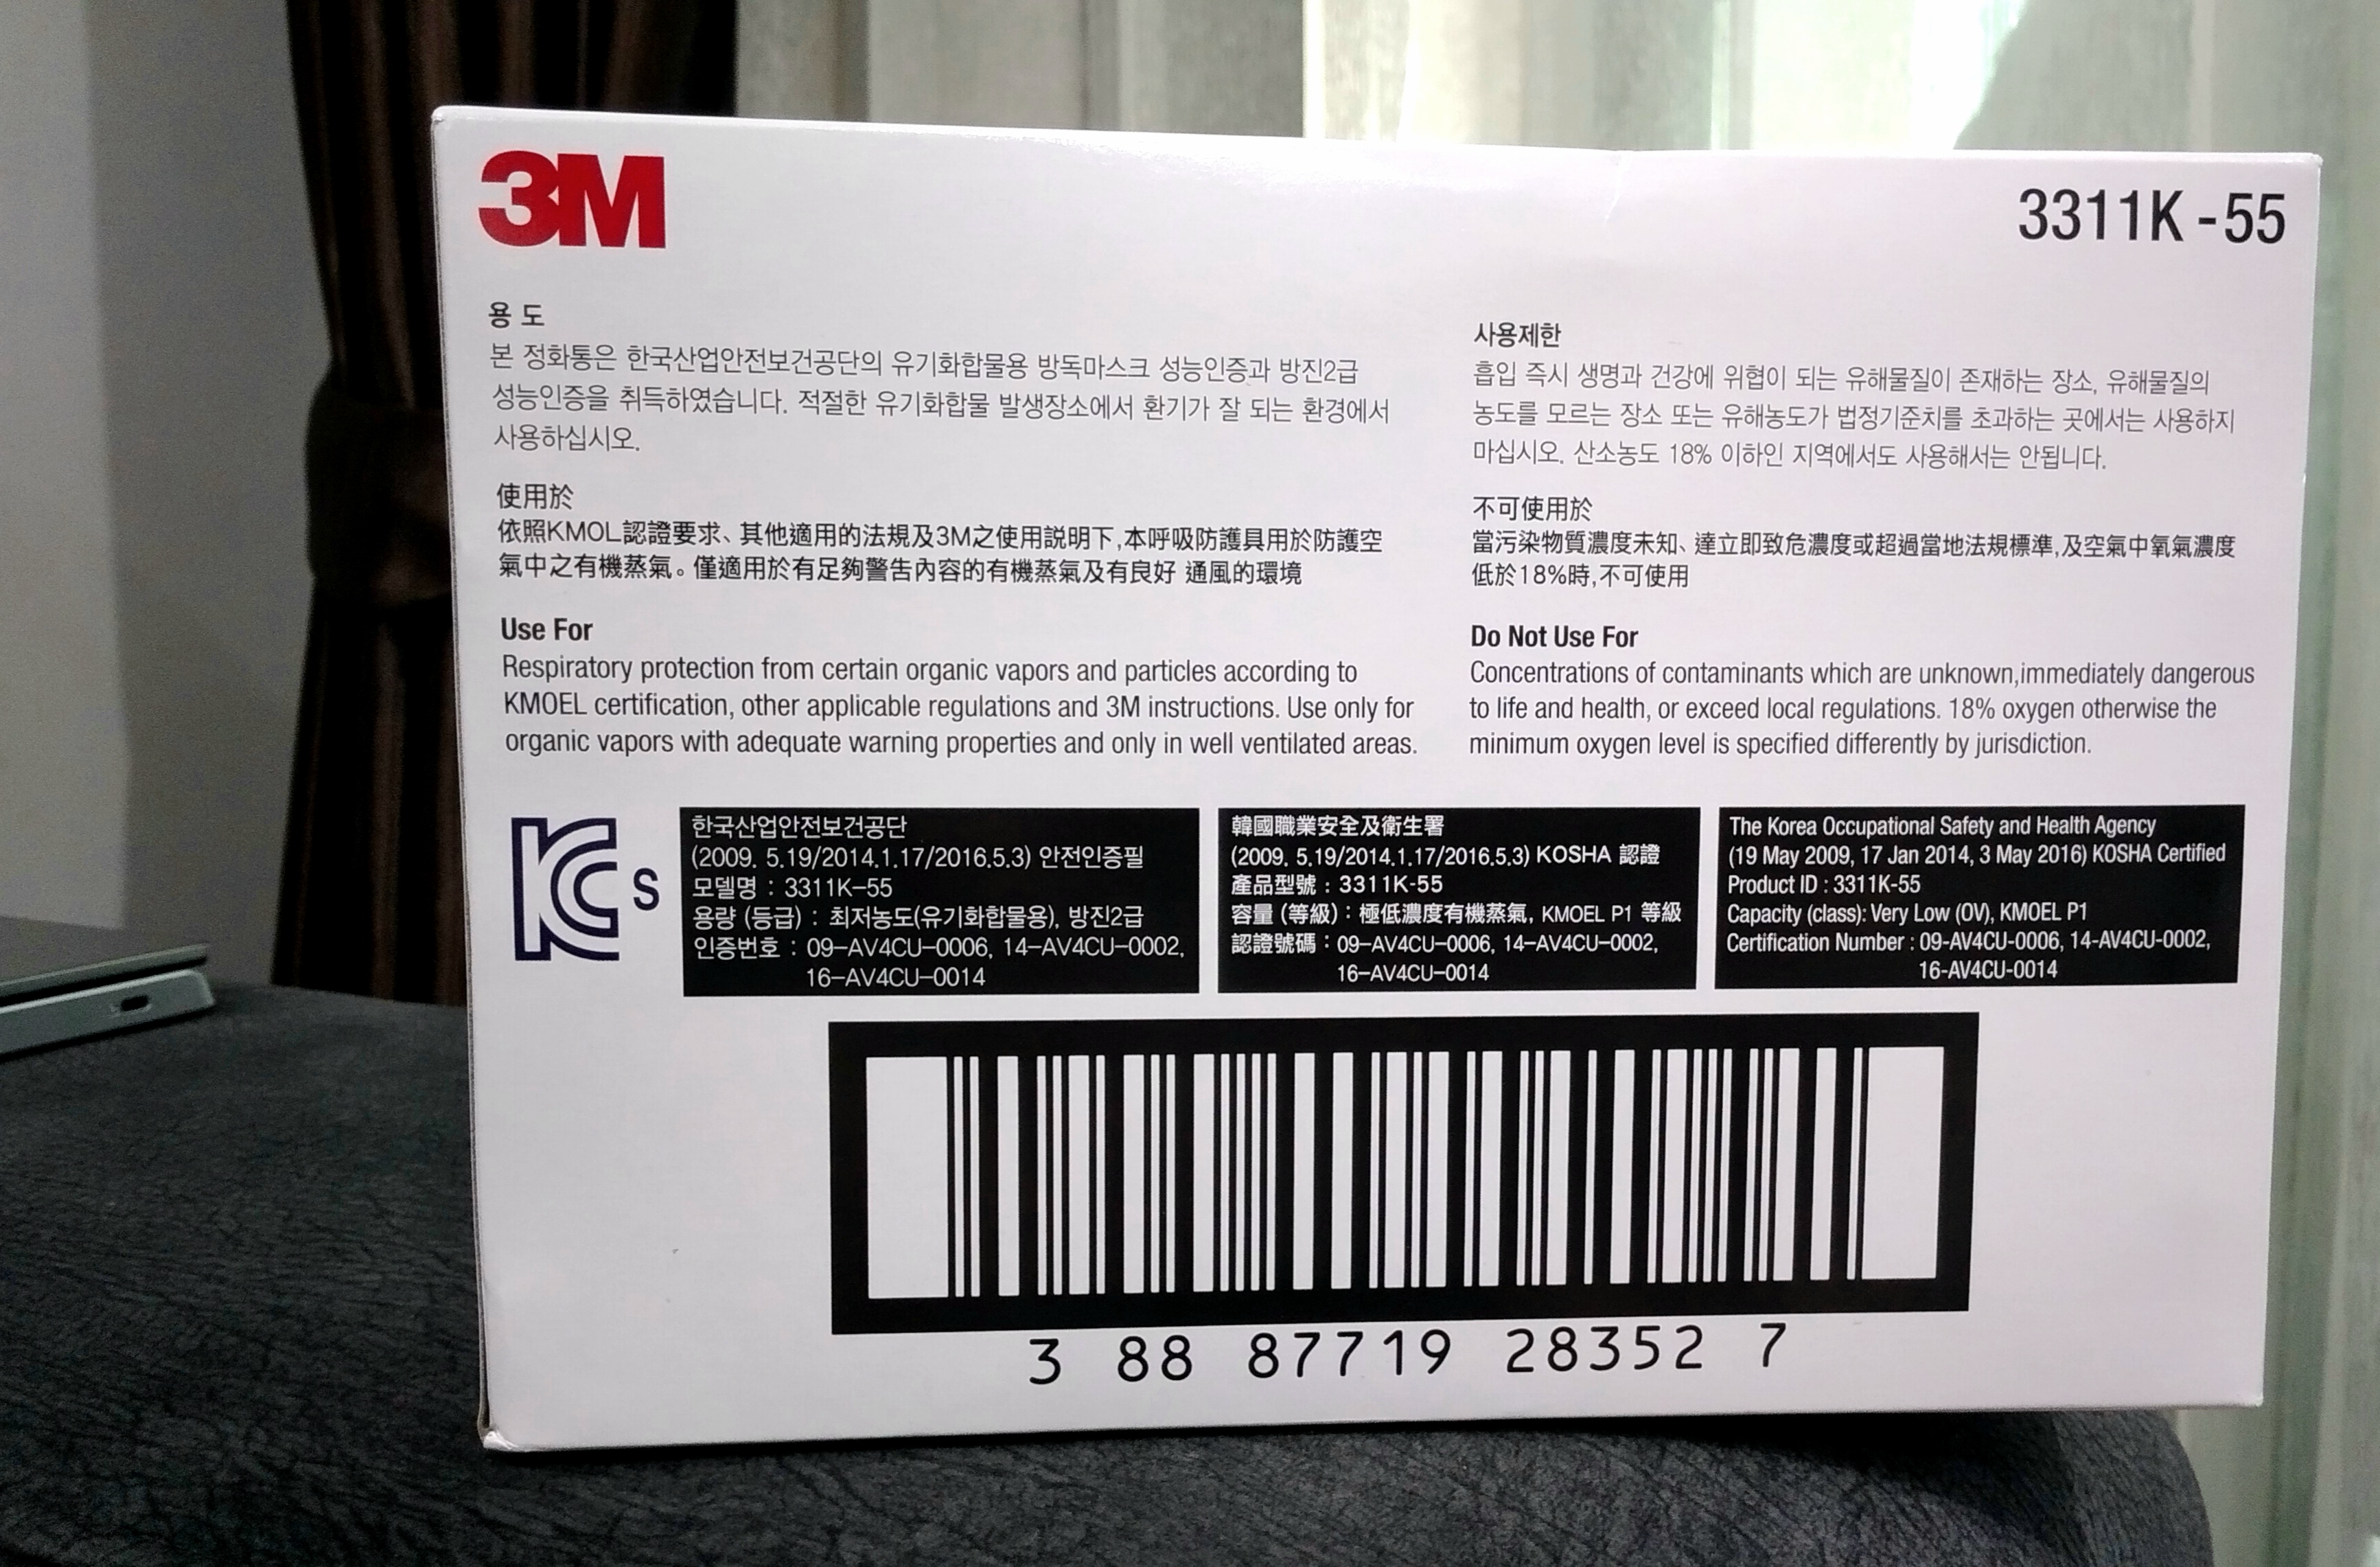 3M
3311K-55
용 도
본 정화통은 한국산업안전보건공단의 유기화합물용 방독마스크 성능인증과 방진2급
성능인증을 취득하였습니다. 적절한 유기화합물 발생장소에서 환기가 잘 되는 환경에서
사용하십시오.
使用於
依照KMOL認證要求、其他適用的法規及3M之使用説明下,本呼吸防護具用於防護空
氣中之有機蒸氣。僅適用於有足夠警告內容的有機蒸氣及有良好 通風的環境
Use For
Respiratory protection from certain organic vapors and particles according to
KMOEL certification, other applicable regulations and 3M instructions. Use only for
organic vapors with adequate warning properties and only in well ventilated areas.
사용제한
흡입 즉시 생명과 건강에 위협이 되는 유해물질이 존재하는 장소, 유해물질의
농도를 모르는 장소 또는 유해농도가 법정기준치를 초과하는 곳에서는 사용하지
마십시오. 산소농도 18% 이하인 지역에서도 사용해서는 안됩니다.
不可使用於
當污染物質濃度未知、達立即致危濃度或超過當地法規標準,及空氣中氧氣濃度
低於18%時,不可使用
Do Not Use For
Concentrations of contaminants which are unknown,immediately dangerous
to life and health, or exceed local regulations. 18% oxygen otherwise the
minimum oxygen level is specified differently by jurisdiction.
KC s
한국산업안전보건공단
(2009. 5.19/2014.1.17/2016.5.3) 안전인증필
모델명 : 3311K-55
용량 (등급) : 최저농도(유기화합물용), 방진2급
인증번호 : 09-AV4CU-0006, 14-AV4CU-0002,
16-AV4CU-0014
韓國職業安全及衛生署
(2009. 5.19/2014.1.17/2016.5.3) KOSHA 認證
產品型號 : 3311K-55
容量 (等級) : 極低濃度有機蒸氣, KMOEL P1 等級
認證號碼 : 09-AV4CU-0006, 14-AV4CU-0002,
16-AV4CU-0014
The Korea Occupational Safety and Health Agency
(19 May 2009, 17 Jan 2014, 3 May 2016) KOSHA Certified
Product ID : 3311K-55
Capacity (class): Very Low (OV), KMOEL P1
Certification Number : 09-AV4CU-0006, 14-AV4CU-0002,
16-AV4CU-0014
3 88 87719 28352 7